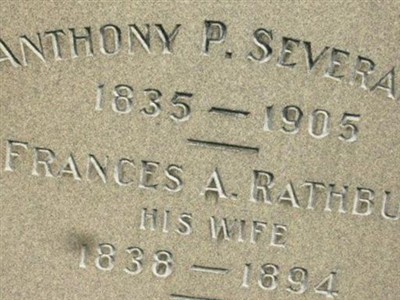 ANTHONY P. SEVERA
1835 — 1905
FRANCES A. RATHBU
HIS WIFE
1838 — 1894